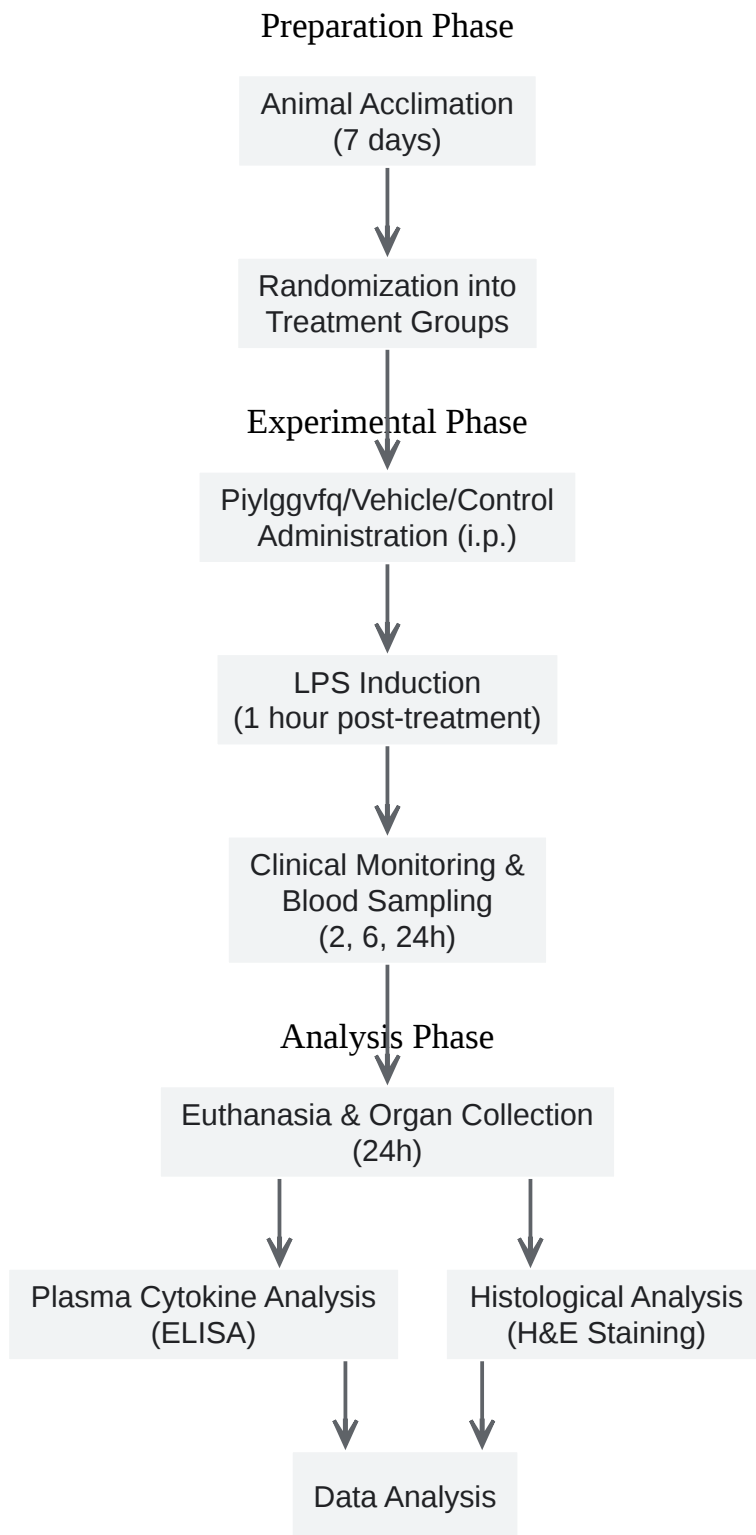 Preparation Phase
Animal Acclimation
(7 days)
Randomization into
Treatment Groups
Experimental Phase
Piylggvfq/Vehicle/Control
Administration (i.p.)
LPS Induction
(1 hour post-treatment)
Clinical Monitoring &
Blood Sampling
(2, 6, 24h)
Analysis Phase
Euthanasia & Organ Collection
(24h)
Plasma Cytokine Analysis
(ELISA)
Histological Analysis
(H&E Staining)
Data Analysis